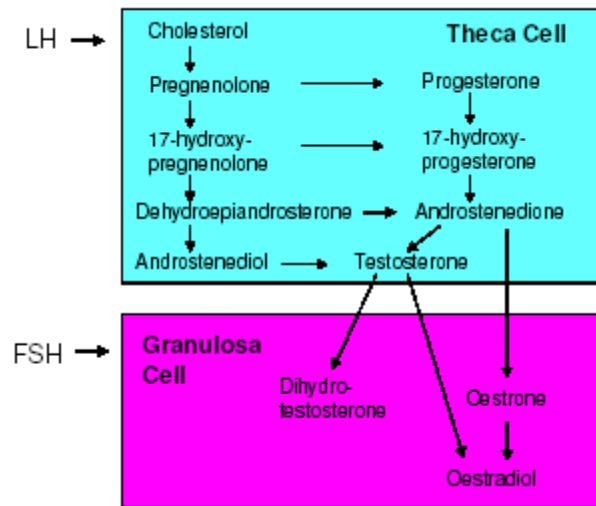 LH
Cholesterol
Theca Cell
Pregnenolone
Progesterone
17-hydroxy-
pregnenolone
17-hydroxy-
progesterone
Dehydroepiandrosterone
Androstenedione
Androstenediol
Testosterone
FSH
Granulosa
Cell
Dihydro-
testosterone
Oestrone
Oestradiol